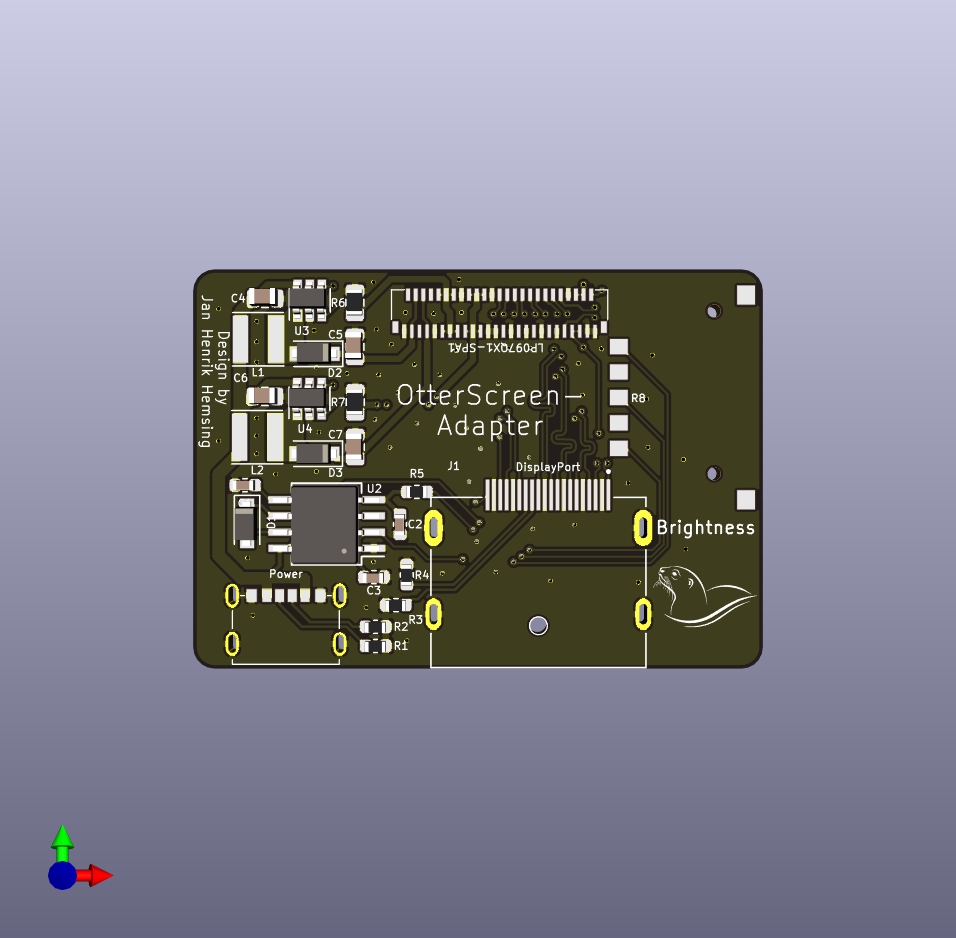 C4
R6
U3
C5
LP097QX1-SPA1
Design by
Jan Henrik Hemsing
L1
D2
C6
R7
OtterScreen-
Adapter
R8
U4
C7
L2
D3
J1
DisplayPort
R5
U2
D1
C2
Brightness
Power
C3
R4
R3
R2
R1